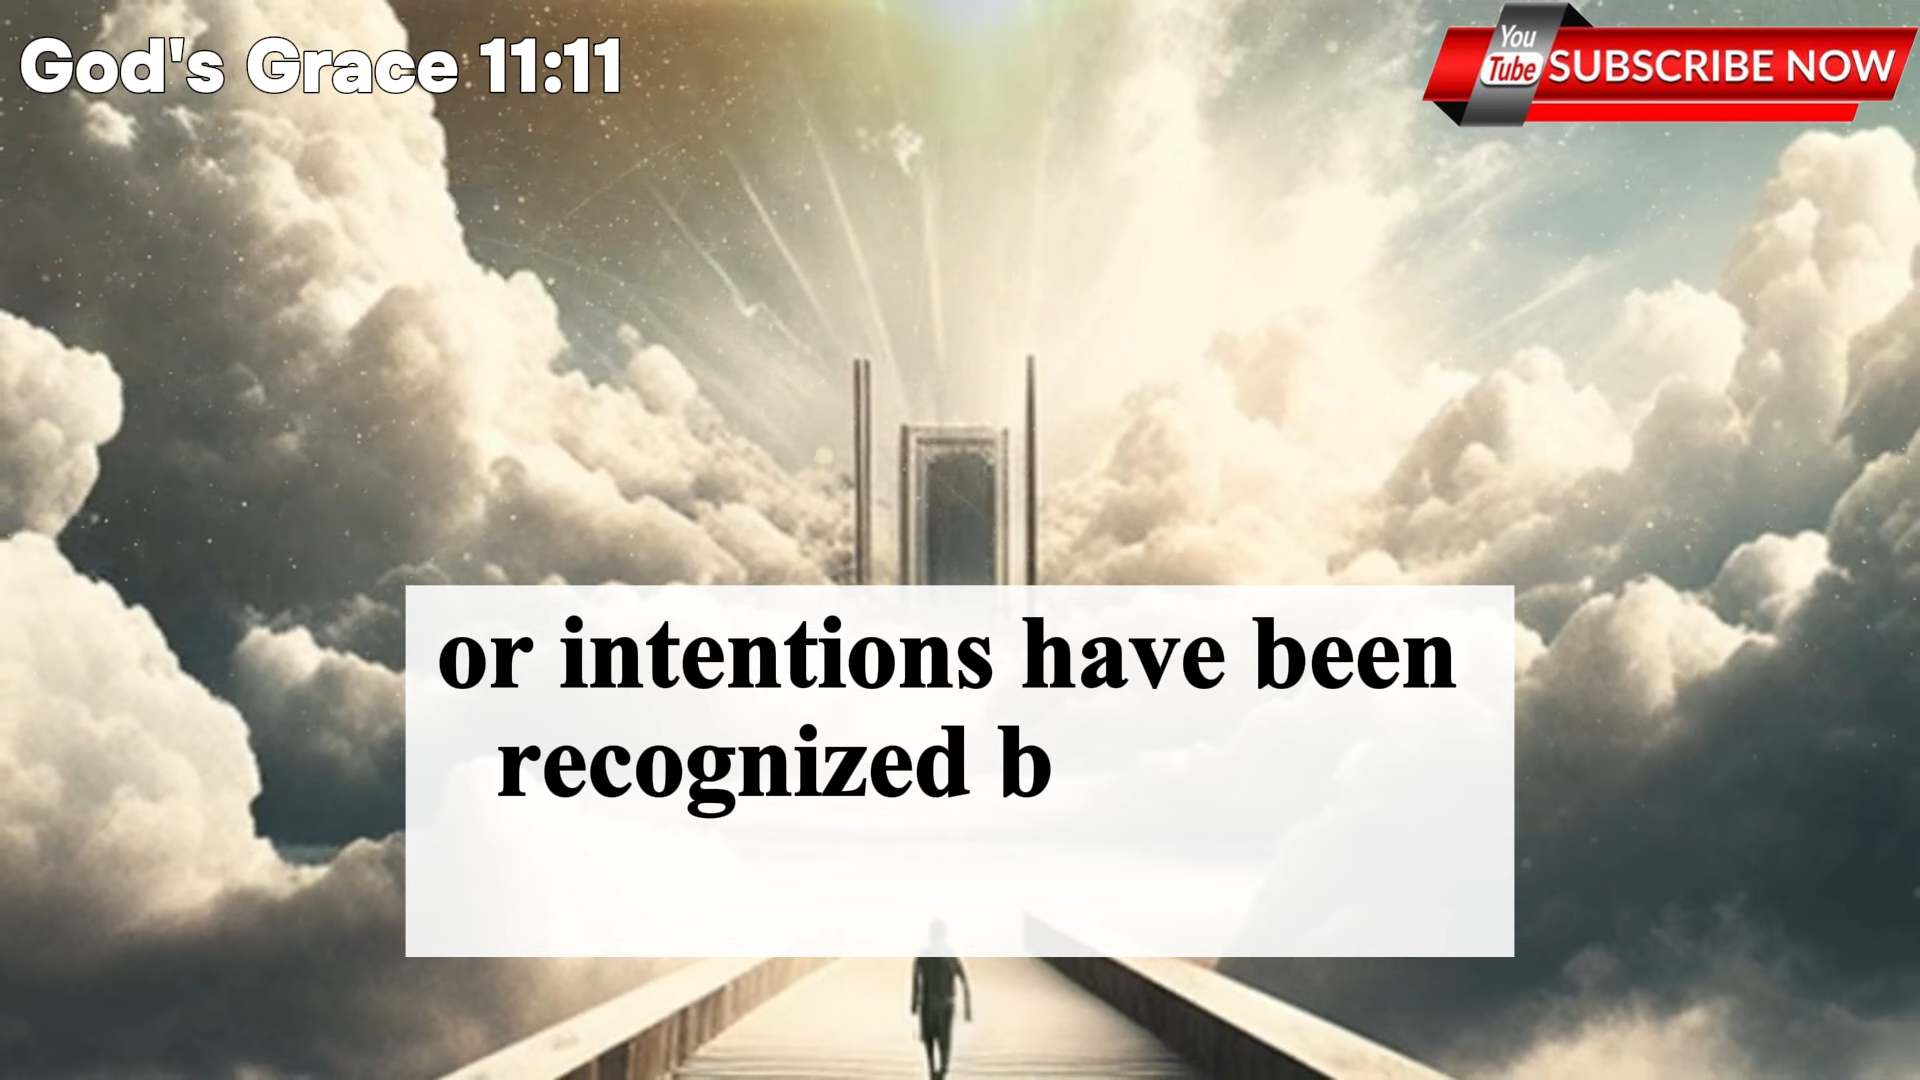 God's Grace 11:11
You
Tube
SUBSCRIBE NOW
or intentions have been
recognized b